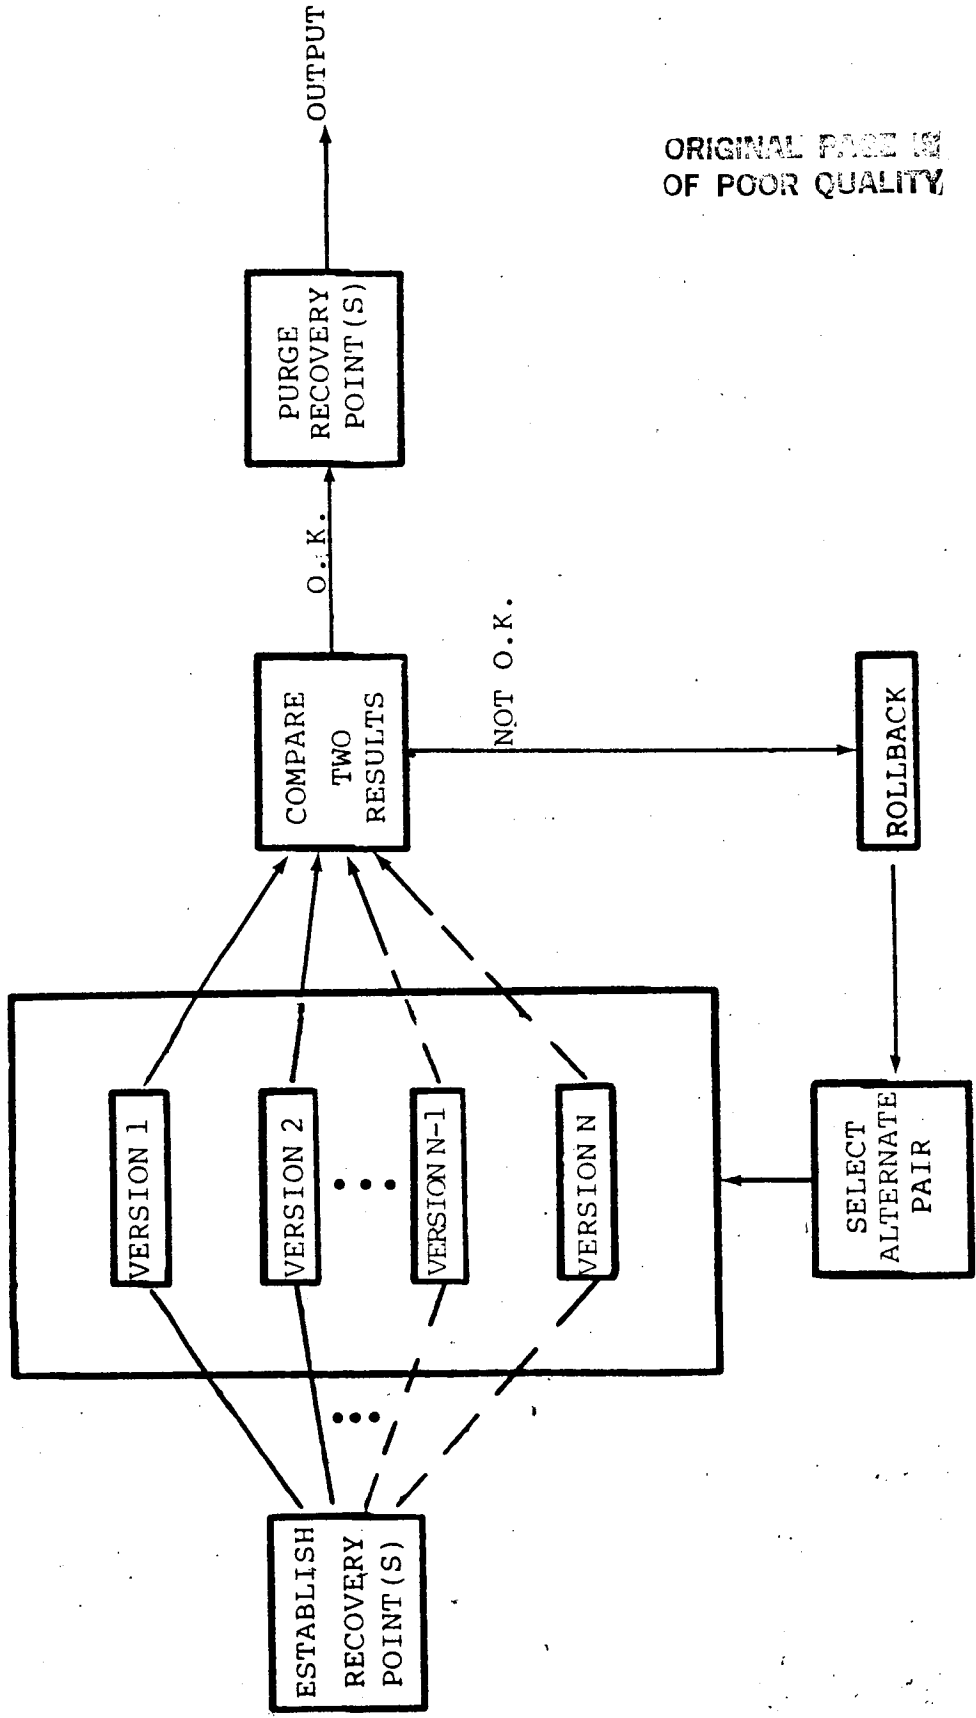 ESTABLISH
RECOVERY
POINT(S)
VERSION 1
VERSION 2
VERSION N-1
VERSION N
COMPARE
TWO
RESULTS
O.K.
PURGE
RECOVERY
POINT(S)
OUTPUT
NOT O.K.
ROLLBACK
SELECT
ALTERNATE
PAIR
ORIGINAL PAGE IS
OF POOR QUALITY